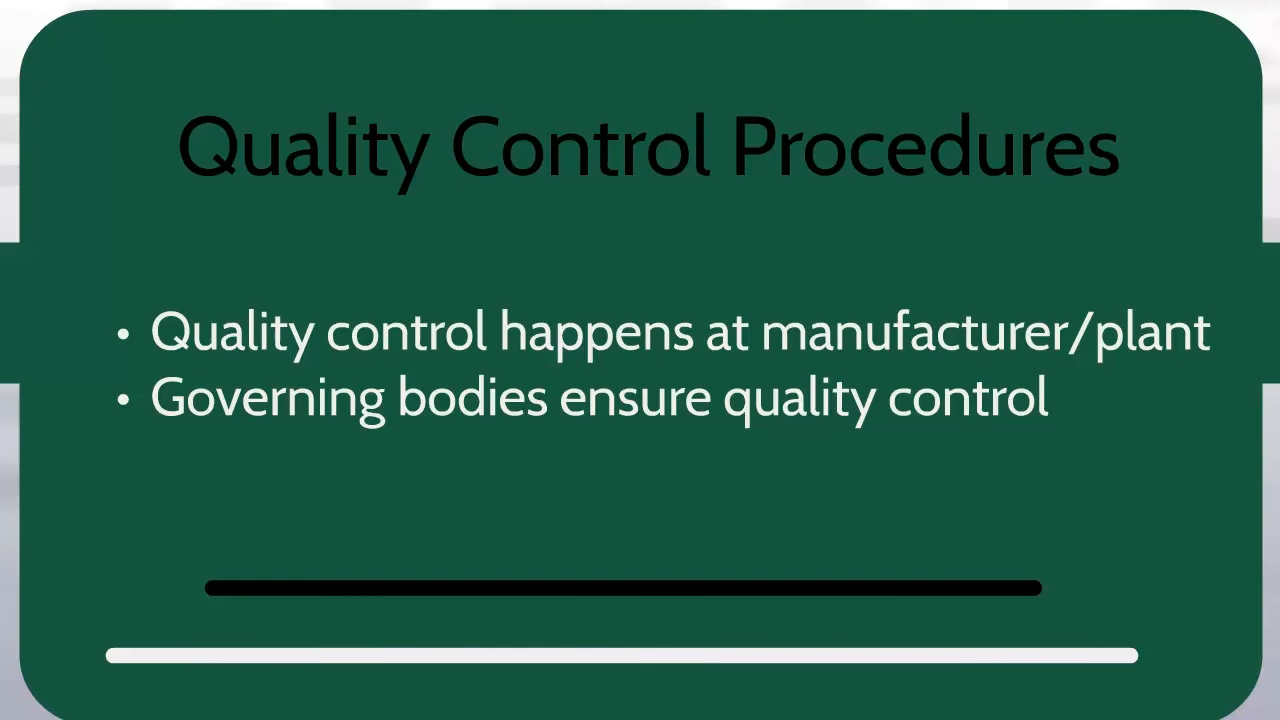 Quality Control Procedures
• Quality control happens at manufacturer/plant
• Governing bodies ensure quality control